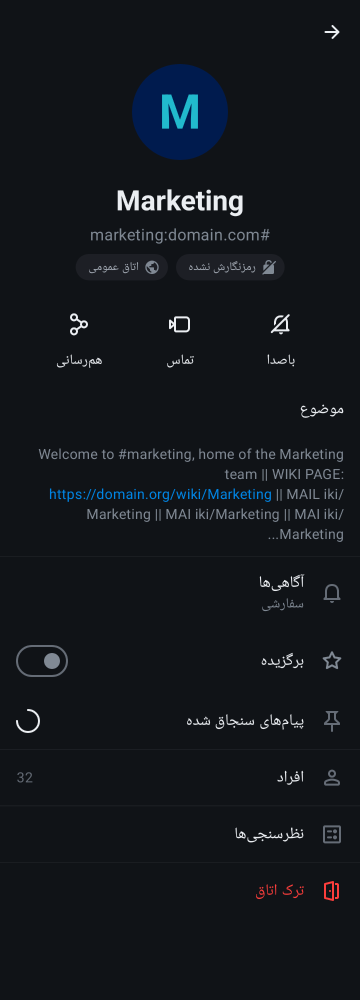 M
Marketing
#marketing:domain.com
رمزنگارش نشده
اتاق عمومی
باصدا
تماس
هم‌رسانی
موضوع
Welcome to #marketing, home of the Marketing
team || WIKI PAGE:
https://domain.org/wiki/Marketing || MAIL iki/
Marketing || MAI iki/Marketing || MAI iki/
Marketing...
آگاهی‌ها
سفارشی
برگزیده
پیام‌های سنجاق شده
افراد
32
نظرسنجی‌ها
ترک اتاق